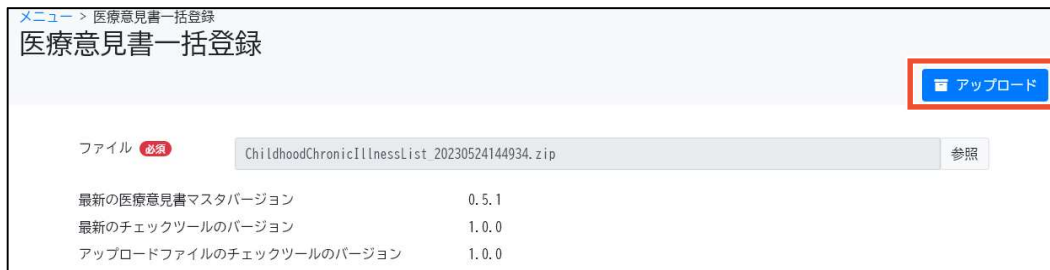 メニュー > 医療意見書一括登録
医療意見書一括登録
アップロード
ファイル 必須 ChildhoodChronicIllnessList_20230524144934.zip 参照
最新の医療意見書マスタバージョン 0.5.1
最新のチェックツールのバージョン 1.0.0
アップロードファイルのチェックツールのバージョン 1.0.0